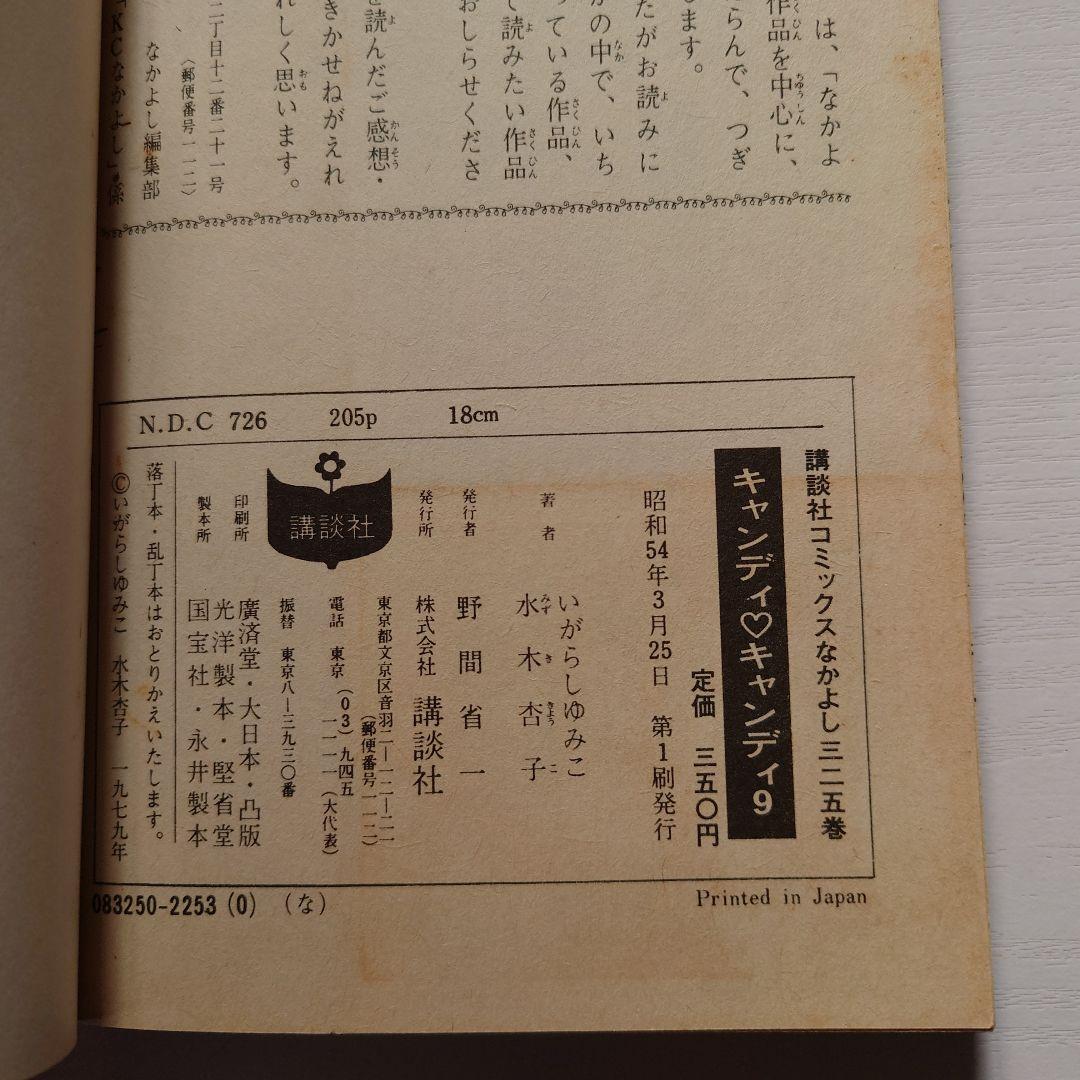 は、「なかよ
作品を中心に、
らんで、つぎ
します。
たがお読みに
かの中で、いち
っている作品、
て読みたい作品
おしらせくださ
を読んだご感想・
きかせねがえれ
れしく思います。
二丁目十二番二十一号
〈郵便番号一一二〉
なかよし編集部
「KCなかよし」係
N.D.C 726 205p 18cm
講談社コミックスなかよし三二五巻
キャンディ♡キャンディ9
定価 三五〇円
昭和54年3月25日 第1刷発行
著者 いがらしゆみこ
水木杏子
発行者 野間省一
発行所 株式会社 講談社
東京都文京区音羽二―一二―二一
(郵便番号一一二)
電話 東京(03)九四五
一一一一(大代表)
振替 東京八―三九三〇番
講談社
印刷所 廣済堂・大日本・凸版
製本所 光洋製本・堅省堂
国宝社・永井製本
落丁本・乱丁本はおとりかえいたします。
©いがらしゆみこ 水木杏子 一九七九年
083250-2253(0) (な)
Printed in Japan